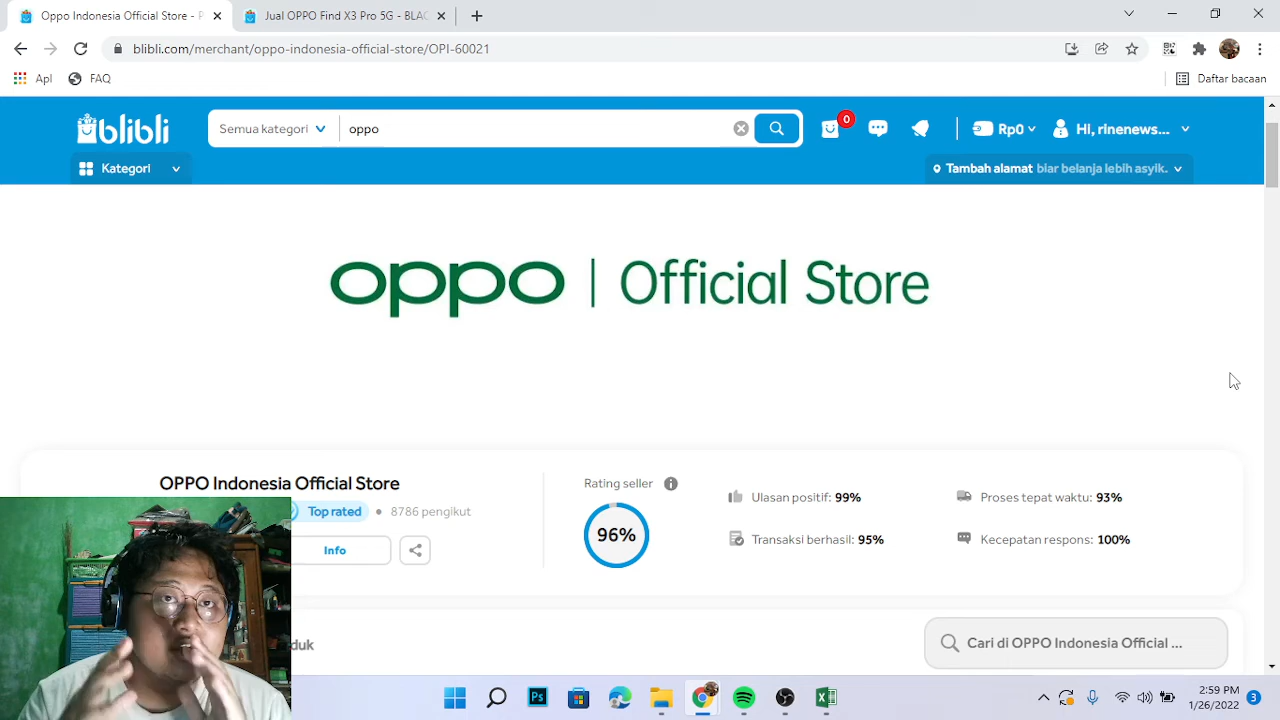 Oppo Indonesia Official Store - P
Jual OPPO Find X3 Pro 5G - BLAC
blibli.com/merchant/oppo-indonesia-official-store/OPI-60021
Apl
FAQ
Daftar bacaan
blibli
Semua kategori
oppo
0
Rp0
Hi, rinenews...
Kategori
Tambah alamat biar belanja lebih asyik.
oppo | Official Store
OPPO Indonesia Official Store
Top rated
8786 pengikut
Info
Rating seller
96%
Ulasan positif: 99%
Proses tepat waktu: 93%
Transaksi berhasil: 95%
Kecepatan respons: 100%
duk
Cari di OPPO Indonesia Official ...
Ps
2:59 PM
1/26/2022
3